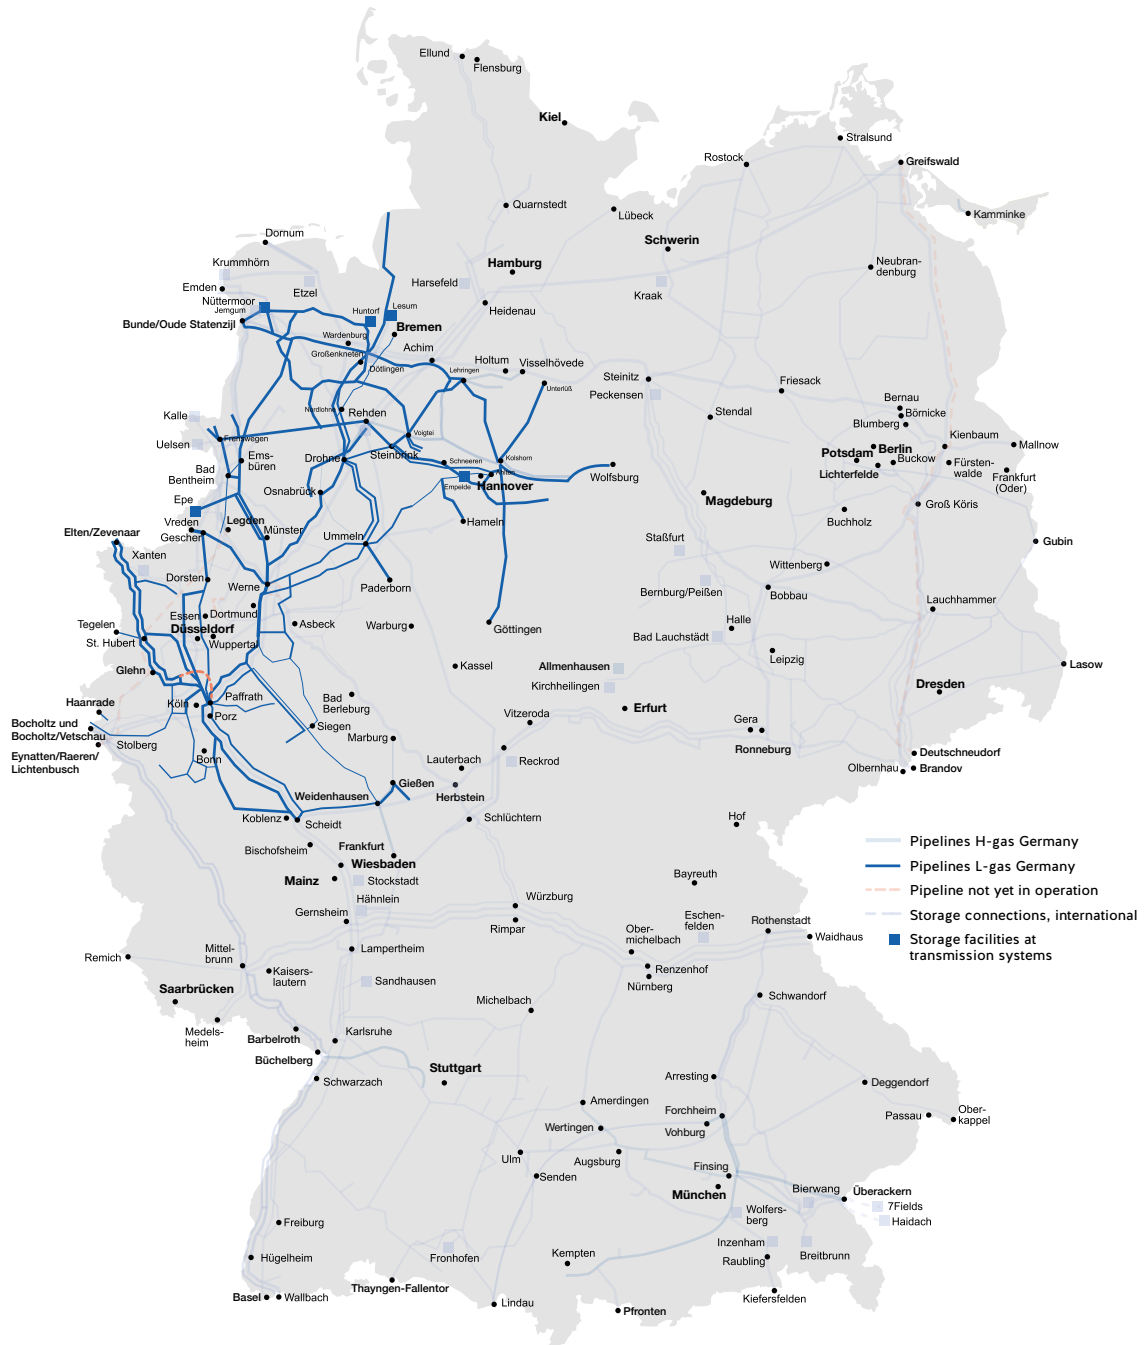 Ellund
Flensburg
Kiel
Stralsund
Rostock
Greifswald
Quarnstedt
Lübeck
Kamminke
Dornum
Schwerin
Hamburg
Krummhörn
Neubran-
denburg
Emden
Etzel
Harsefeld
Kraak
Nüttermoor
Jemgum
Huntorf
Lesum
Heidenau
Bunde/Oude Statenzijl
Bremen
Wardenburg
Großenkneten
Achim
Dötlingen
Holtum
Visselhövede
Lehringen
Unterlüß
Steinitz
Peckensen
Friesack
Bernau
Börnicke
Blumberg
Nordlohne
Rehden
Stendal
Kalle
Voigtei
Kienbaum
Mallnow
Uelsen
Frenswegen
Berlin
Potsdam
Buckow
Lichterfelde
Fürsten-
walde
Frankfurt
(Oder)
Ems-
büren
Drohne
Steinbrink
Schneeren
Kolshorn
Ahlten
Bad
Bentheim
Empelde
Hannover
Wolfsburg
Osnabrück
Epe
Magdeburg
Groß Köris
Vreden
Legden
Hameln
Buchholz
Gescher
Münster
Ummeln
Elten/Zevenaar
Staßfurt
Gubin
Xanten
Wittenberg
Dorsten
Werne
Paderborn
Bernburg/Peißen
Bobbau
Lauchhammer
Essen
Dortmund
Tegelen
Düsseldorf
Asbeck
Warburg
Göttingen
Halle
St. Hubert
Wuppertal
Bad Lauchstädt
Leipzig
Glehn
Kassel
Allmenhausen
Lasow
Kirchheilingen
Dresden
Haanrade
Köln
Paffrath
Bad
Berleburg
Erfurt
Porz
Vitzeroda
Gera
Bocholtz und
Bocholtz/Vetschau
Siegen
Stolberg
Marburg
Ronneburg
Eynatten/Raeren/
Lichtenbusch
Bonn
Lauterbach
Reckrod
Deutschneudorf
Olbernhau
Brandov
Gießen
Weidenhausen
Herbstein
Koblenz
Scheidt
Schlüchtern
Hof
Bischofsheim
Frankfurt
Wiesbaden
Mainz
Stockstadt
Bayreuth
Hähnlein
Würzburg
Gernsheim
Rimpar
Eschen-
felden
Rothenstadt
Ober-
michelbach
Waidhaus
Remich
Mittel-
brunn
Lampertheim
Kaisers-
lautern
Renzenhof
Nürnberg
Saarbrücken
Sandhausen
Michelbach
Schwandorf
Medels-
heim
Barbelroth
Karlsruhe
Büchelberg
Stuttgart
Schwarzach
Arresting
Deggendorf
Amerdingen
Forchheim
Passau
Ober-
kappel
Wertingen
Vohburg
Ulm
Augsburg
Finsing
Senden
München
Bierwang
Überackern
7Fields
Haidach
Freiburg
Wolfers-
berg
Hügelheim
Fronhofen
Kempten
Inzenham
Raubling
Breitbrunn
Basel
Wallbach
Thayngen-Fallentor
Lindau
Pfronten
Kiefersfelden
Pipelines H-gas Germany
Pipelines L-gas Germany
Pipeline not yet in operation
Storage connections, international
Storage facilities at
transmission systems